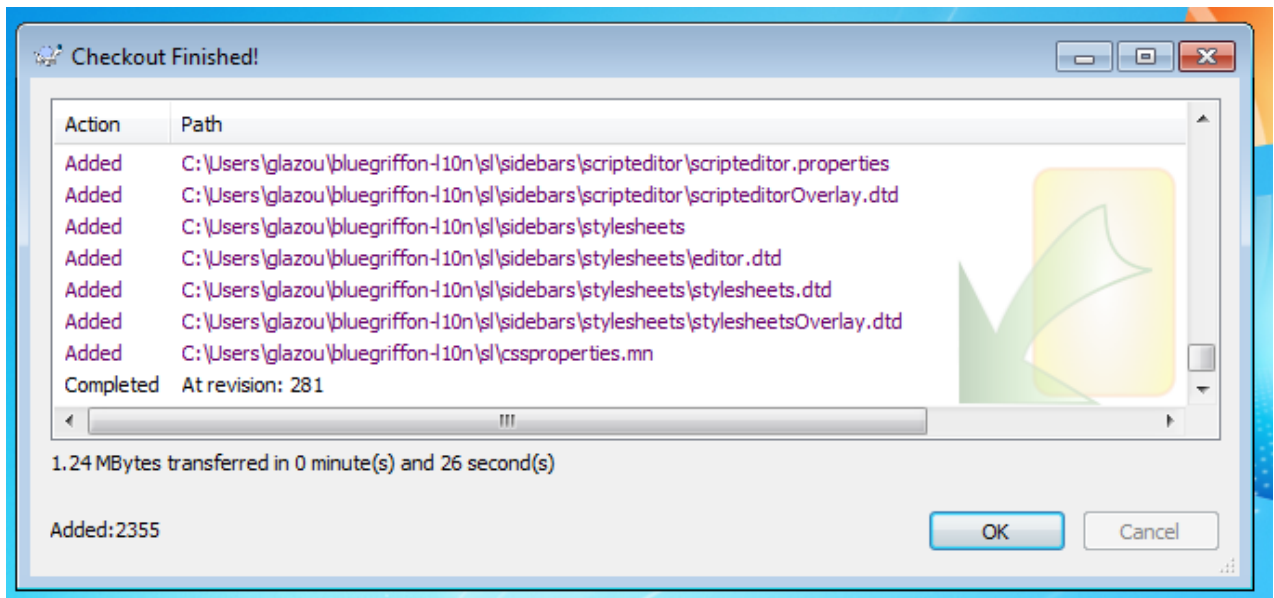 Checkout Finished!
Action Path
Added C:\Users\glazou\bluegriffon-l10n\sl\sidebars\scripteditor\scripteditor.properties
Added C:\Users\glazou\bluegriffon-l10n\sl\sidebars\scripteditor\scripteditorOverlay.dtd
Added C:\Users\glazou\bluegriffon-l10n\sl\sidebars\stylesheets
Added C:\Users\glazou\bluegriffon-l10n\sl\sidebars\stylesheets\editor.dtd
Added C:\Users\glazou\bluegriffon-l10n\sl\sidebars\stylesheets\stylesheets.dtd
Added C:\Users\glazou\bluegriffon-l10n\sl\sidebars\stylesheets\stylesheetsOverlay.dtd
Added C:\Users\glazou\bluegriffon-l10n\sl\cssproperties.mn
Completed At revision: 281
1.24 MBytes transferred in 0 minute(s) and 26 second(s)
Added:2355
OK Cancel